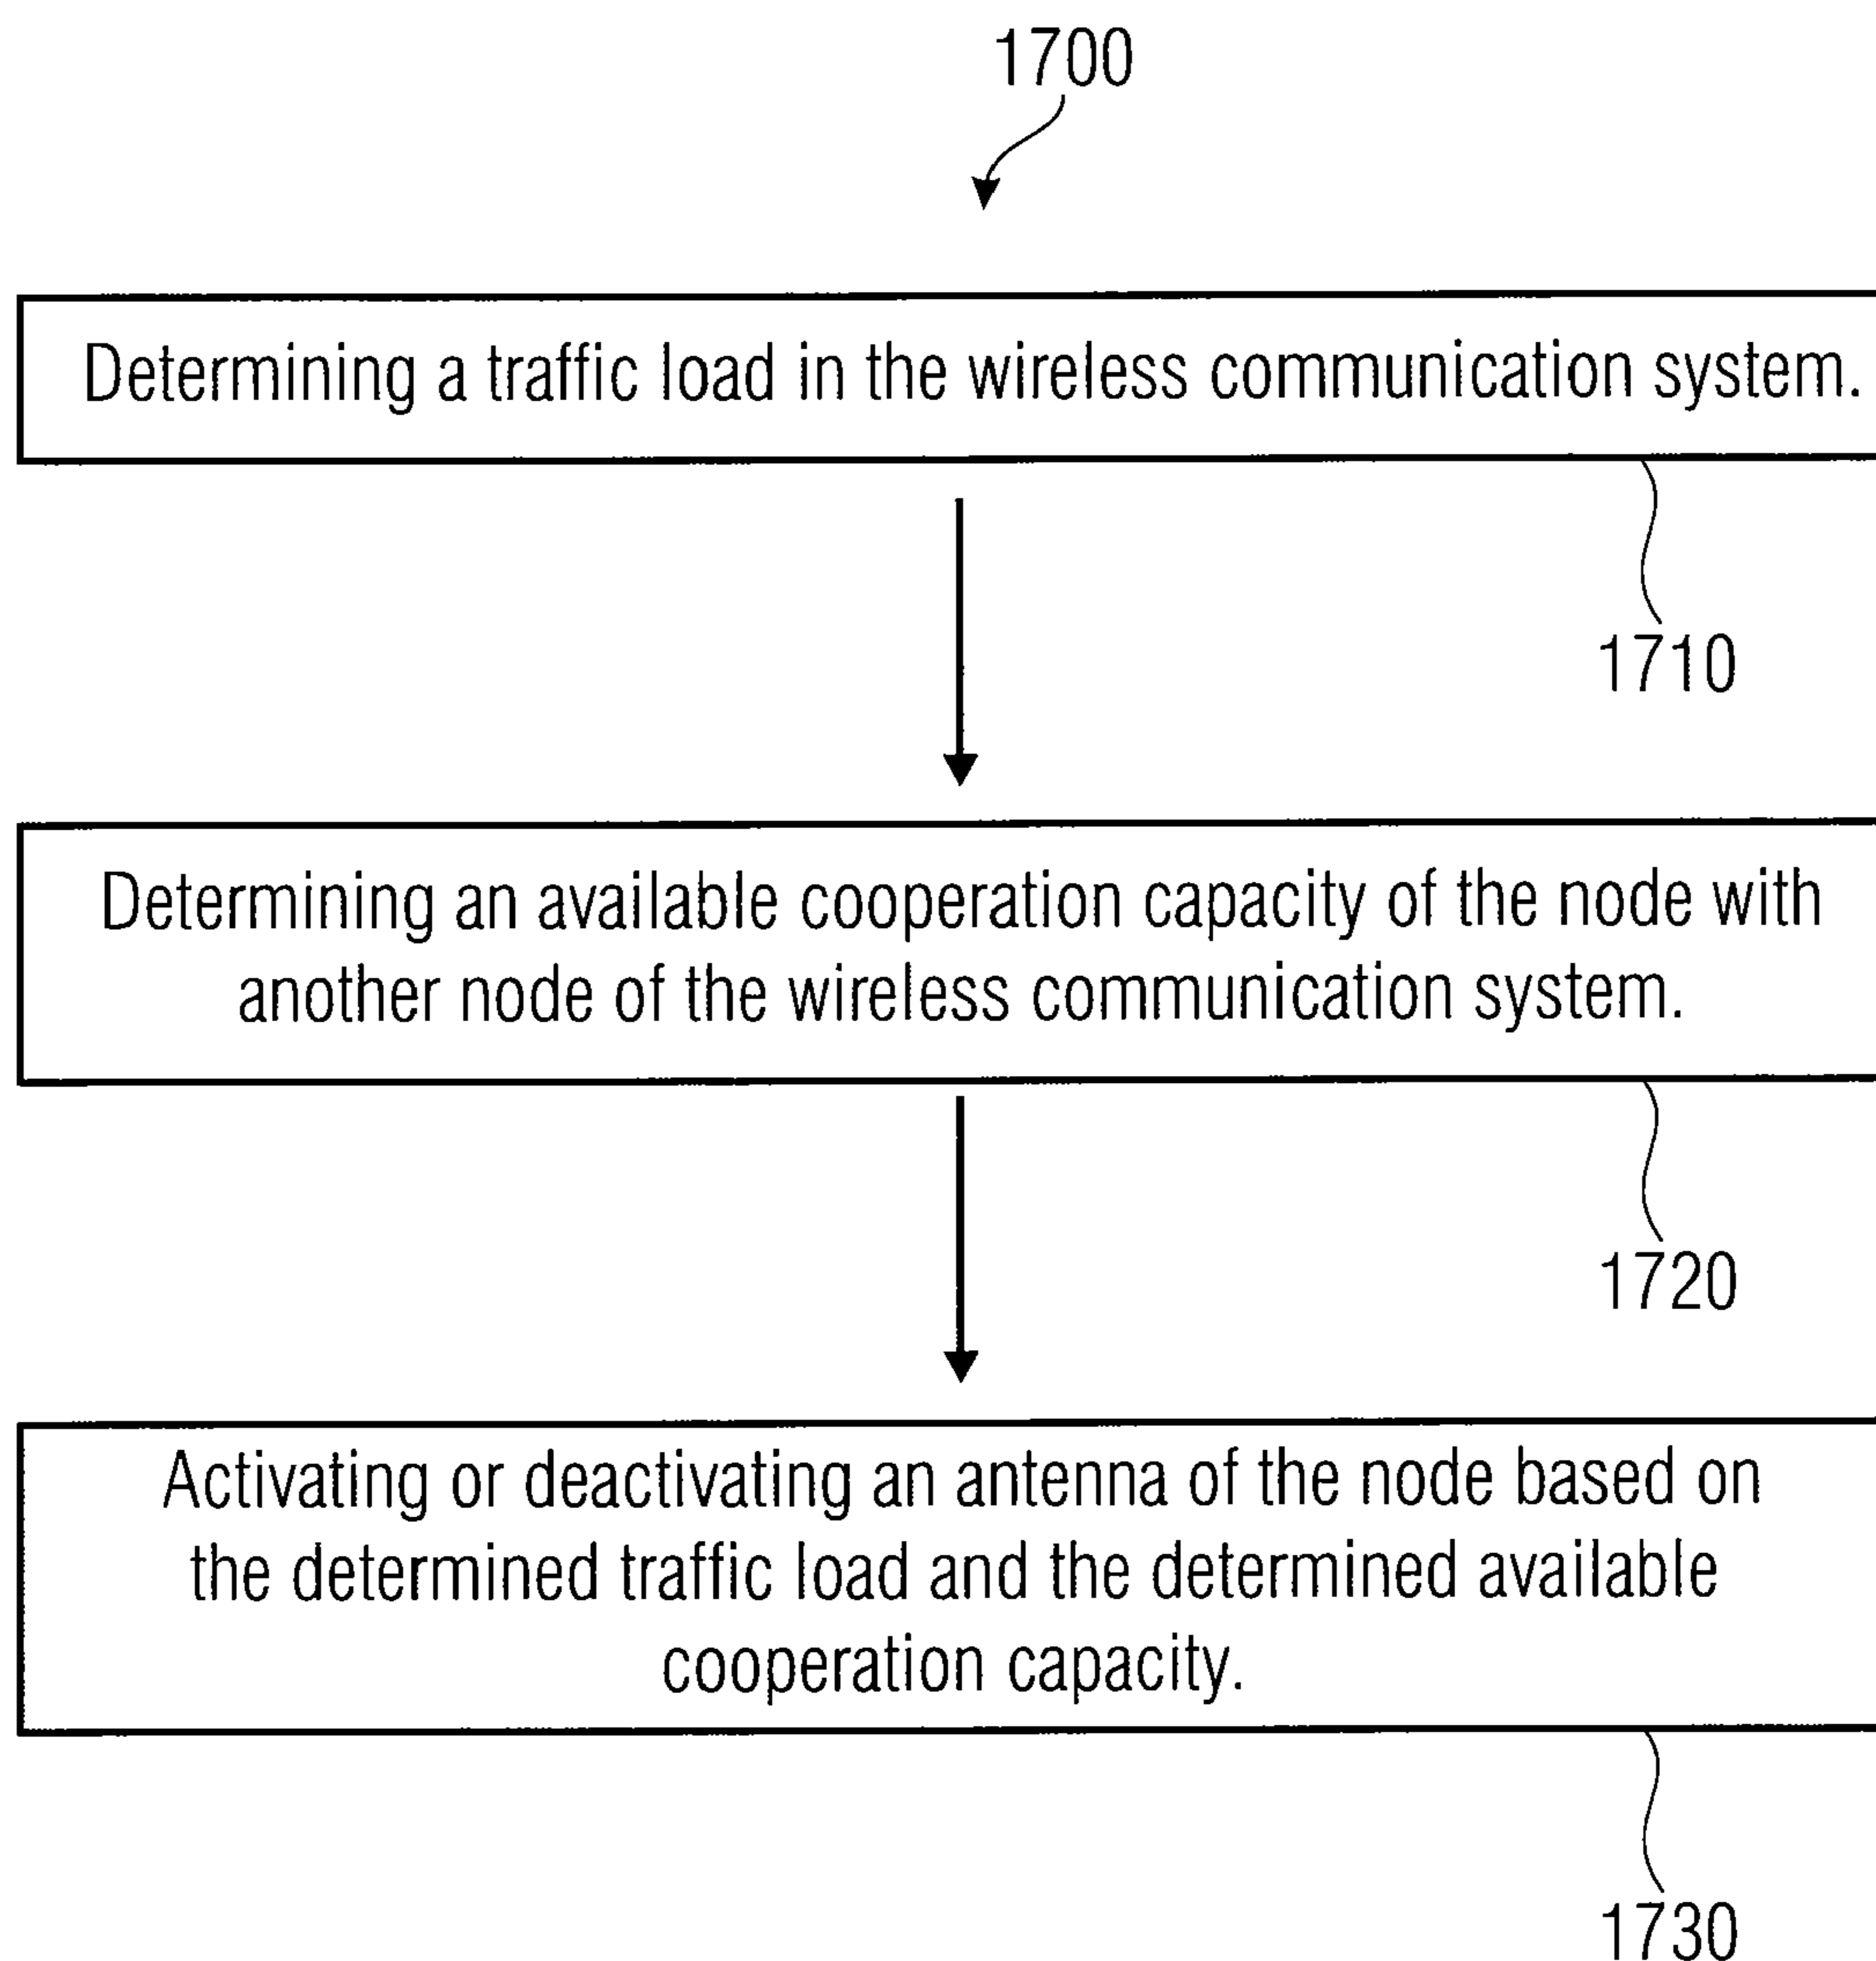 1700
Determining a traffic load in the wireless communication system.
1710
Determining an available cooperation capacity of the node with
another node of the wireless communication system.
1720
Activating or deactivating an antenna of the node based on
the determined traffic load and the determined available
cooperation capacity.
1730